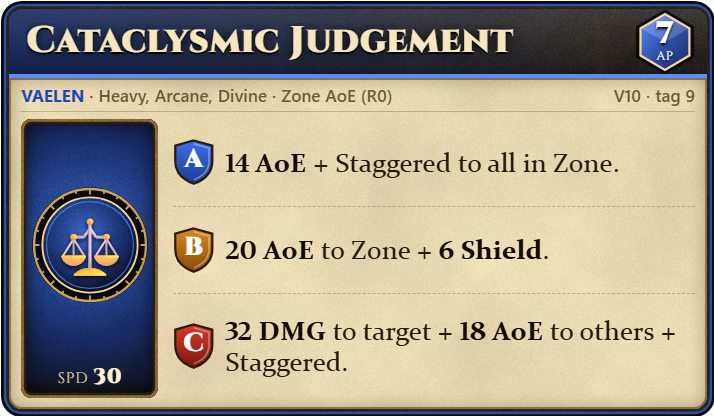 CATACLYSMIC JUDGEMENT
7
AP
VAELEN · Heavy, Arcane, Divine · Zone AoE (R0)
V10 · tag 9
A
14 AoE + Staggered to all in Zone.
B
20 AoE to Zone + 6 Shield.
C
32 DMG to target + 18 AoE to others +
Staggered.
SPD 30